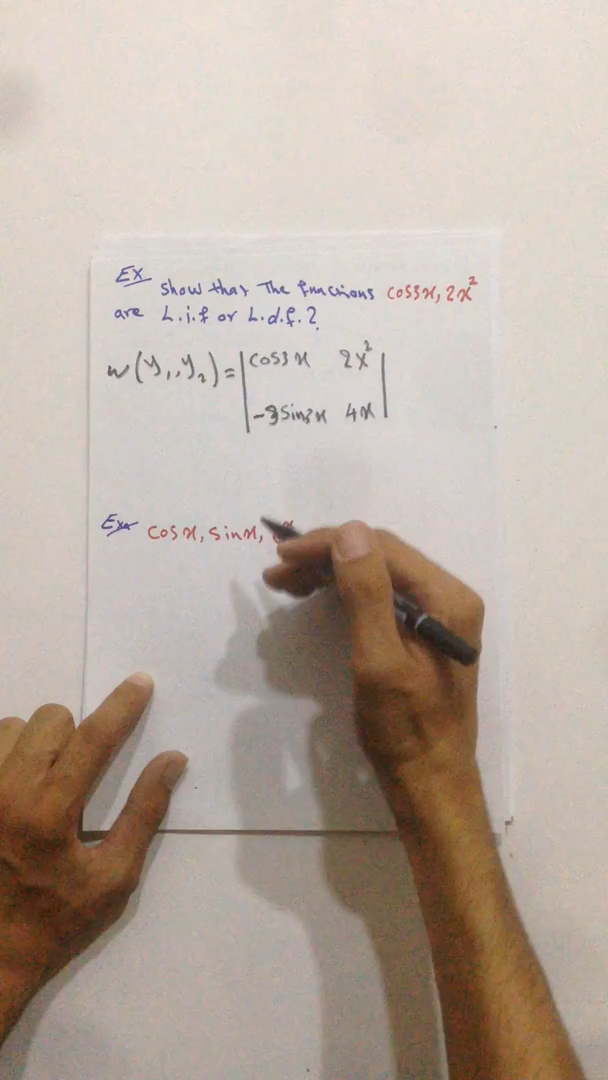 Ex show that The functions cos3x, 2x²
are L.i.f or L.d.f.?
w(y₁, y₂) = |cos3x 2x²|
|-3sin3x 4x|
Ex cosx, sinx,